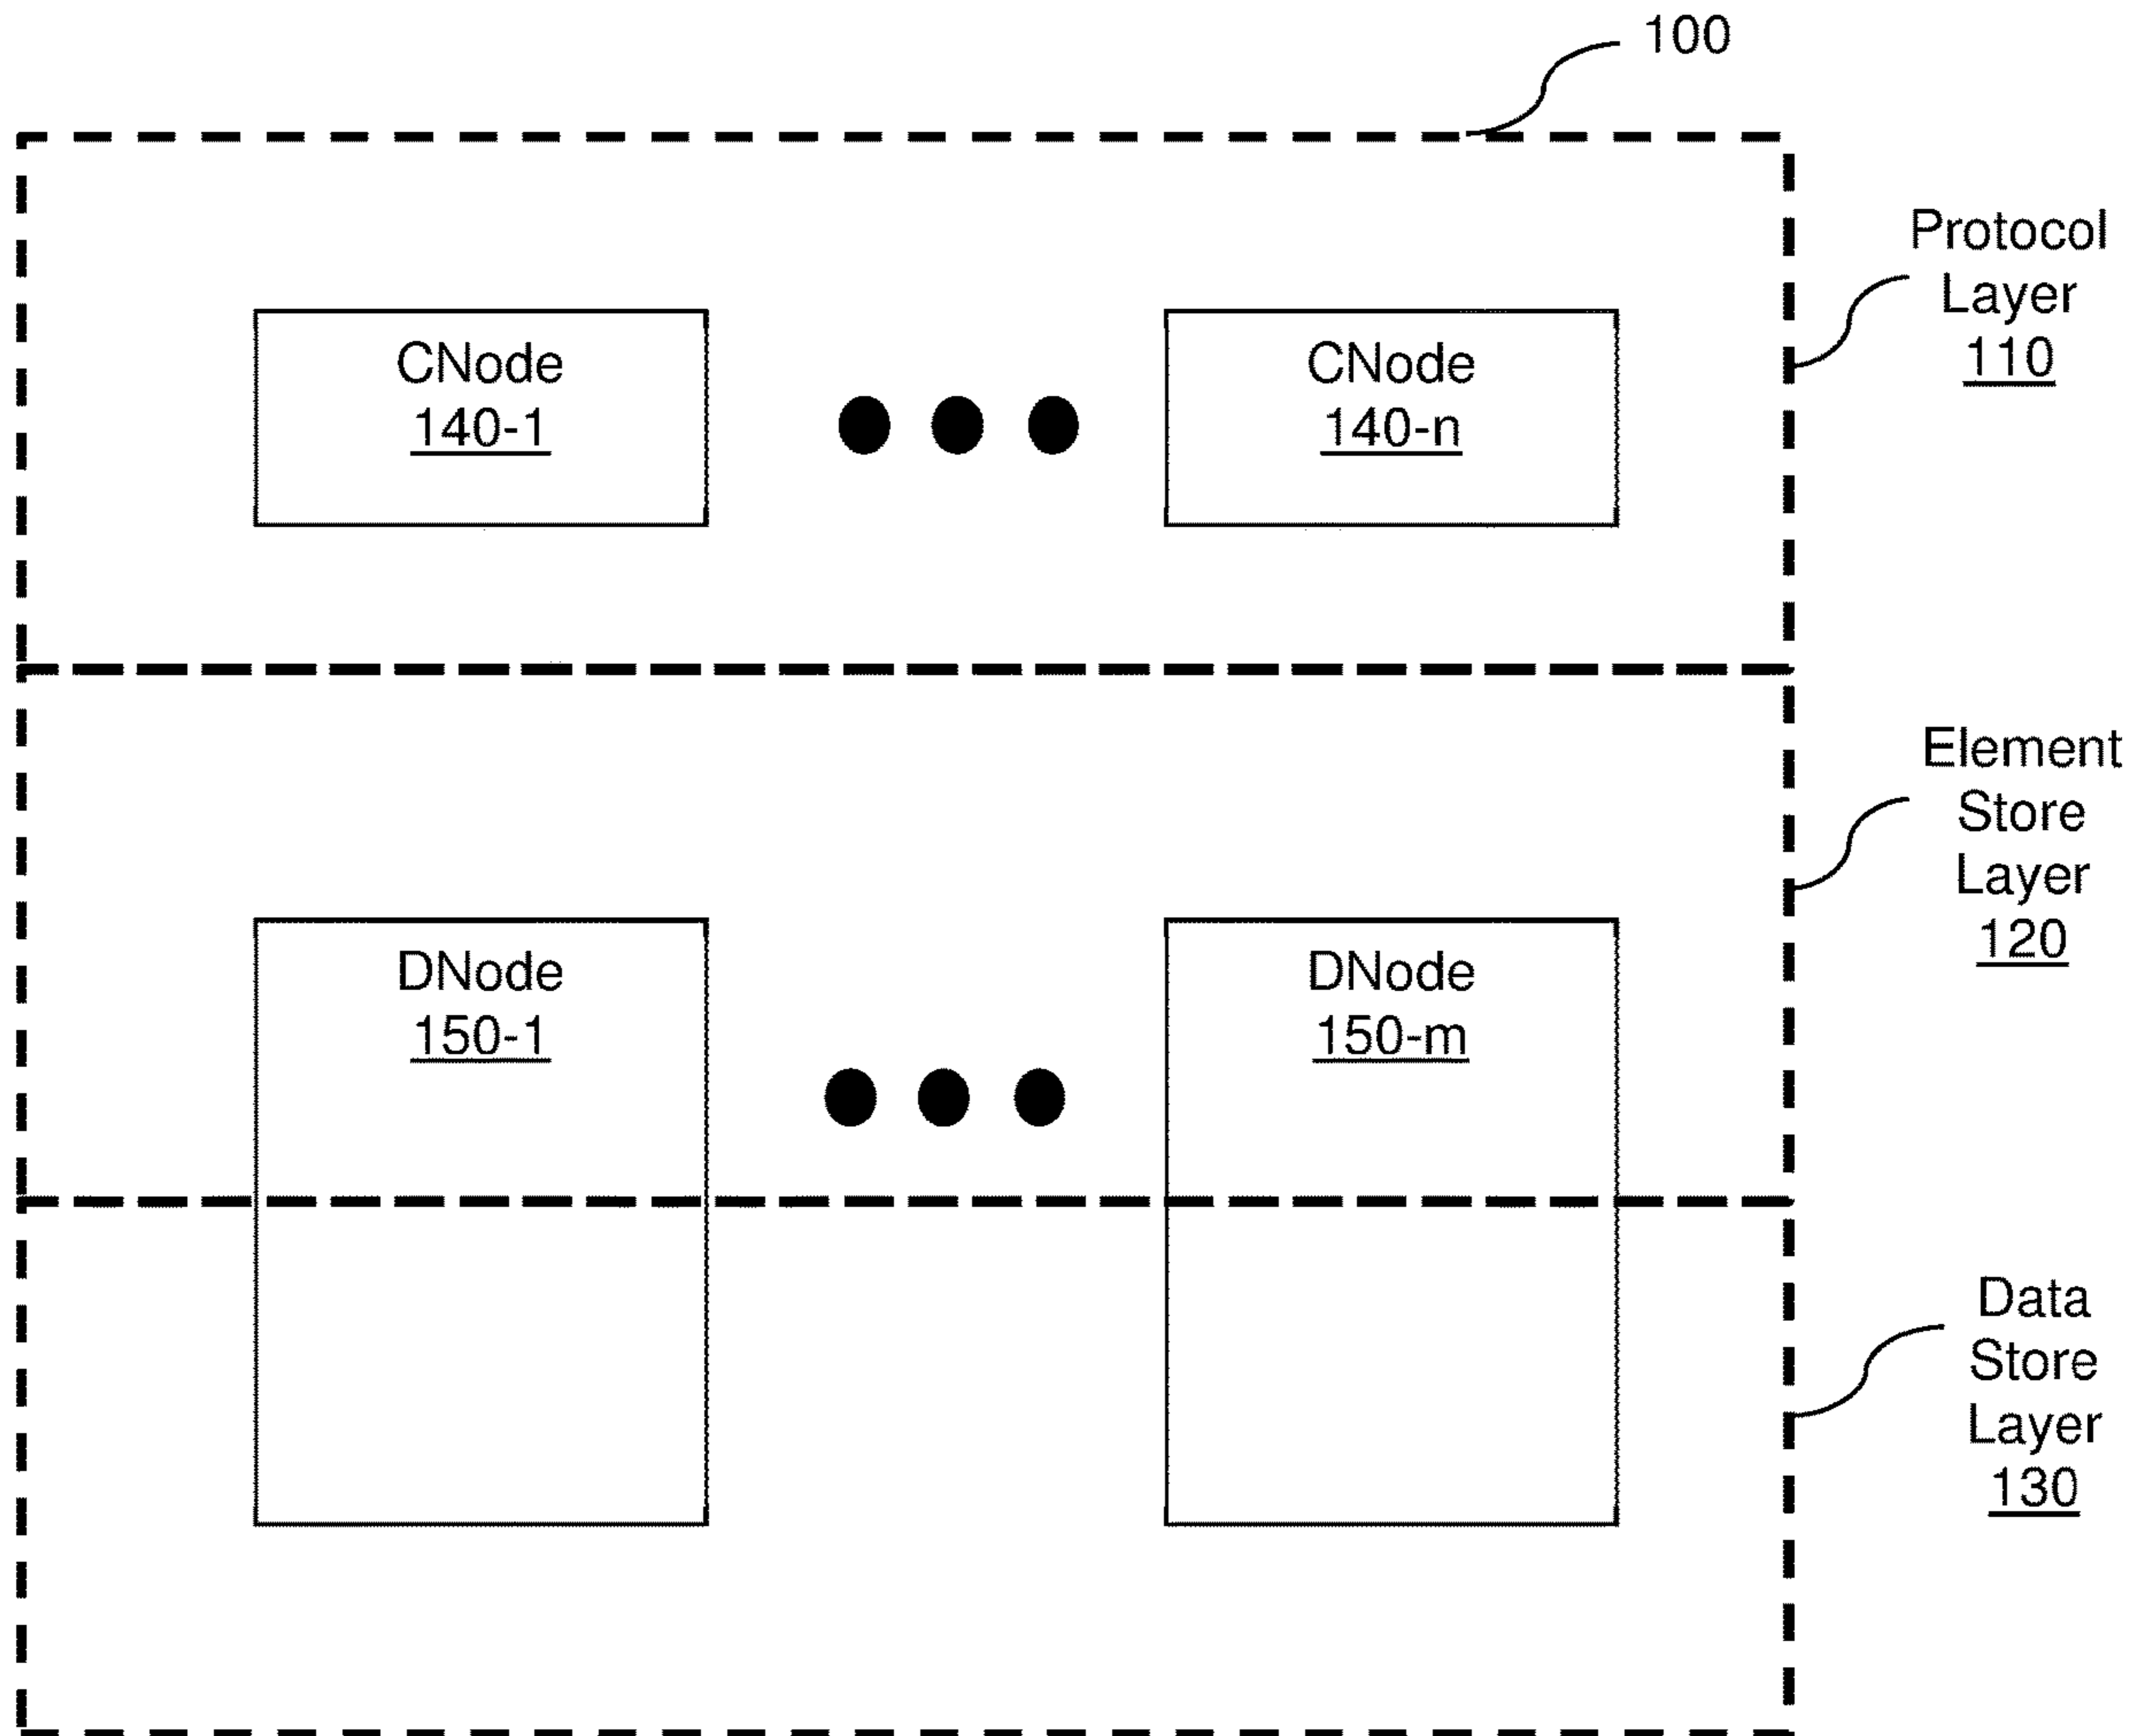 100
Protocol
Layer
110
CNode
140-1
CNode
140-n
Element
Store
Layer
120
DNode
150-1
DNode
150-m
Data
Store
Layer
130